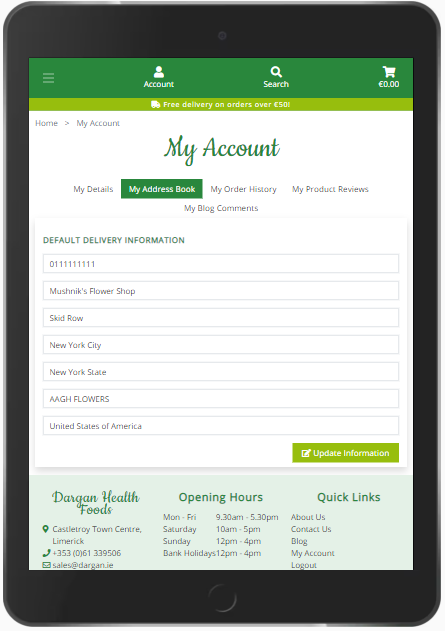 Account
Search
€0.00
Free delivery on orders over €50!
Home > My Account
My Account
My Details My Address Book My Order History My Product Reviews
My Blog Comments
DEFAULT DELIVERY INFORMATION
0111111111
Mushnik's Flower Shop
Skid Row
New York City
New York State
AAGH FLOWERS
United States of America
Update Information
Dargan Health
Foods
Castletroy Town Centre,
Limerick
+353 (0)61 339506
sales@dargan.ie
Opening Hours
Mon - Fri 9.30am - 5.30pm
Saturday 10am - 5pm
Sunday 12pm - 4pm
Bank Holidays12pm - 4pm
Quick Links
About Us
Contact Us
Blog
My Account
Logout